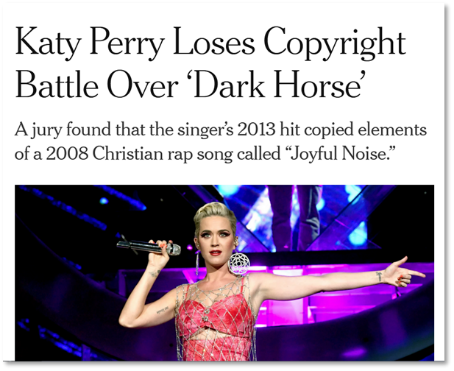 Katy Perry Loses Copyright
Battle Over ‘Dark Horse’
A jury found that the singer’s 2013 hit copied elements
of a 2008 Christian rap song called “Joyful Noise.”